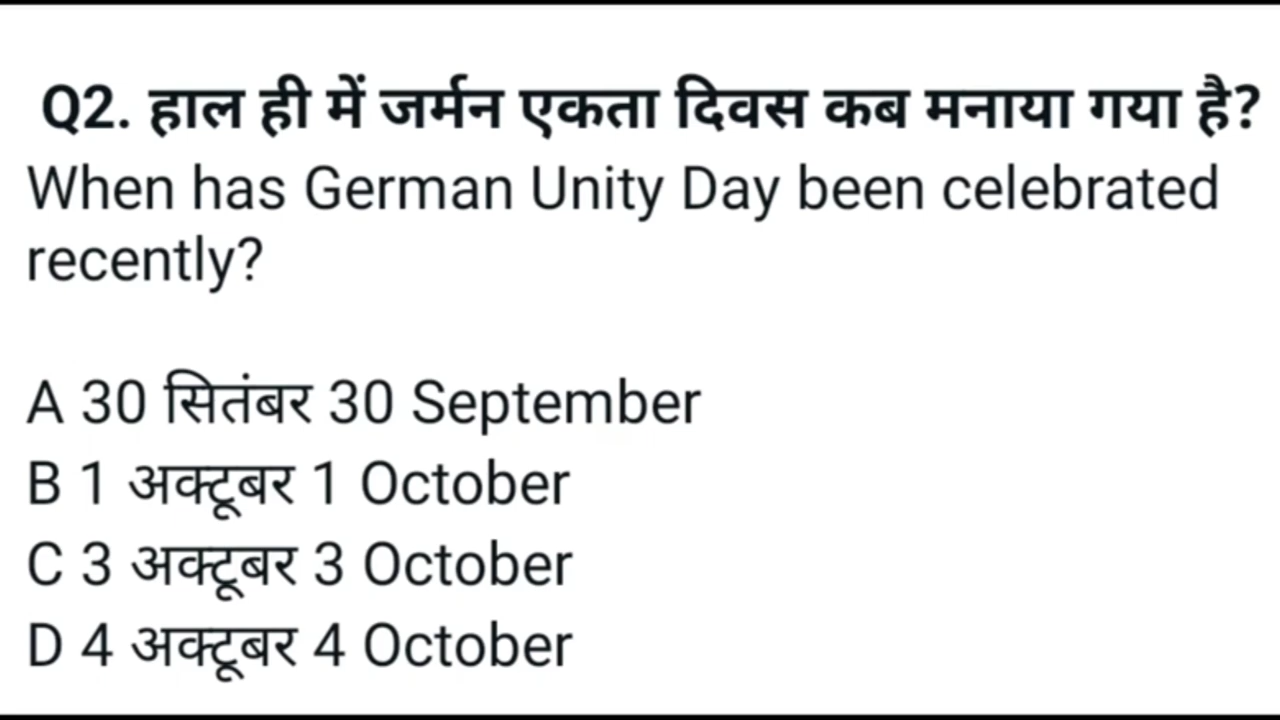 Q2. हाल ही में जर्मन एकता दिवस कब मनाया गया है?
When has German Unity Day been celebrated
recently?
A 30 सितंबर 30 September
B 1 अक्टूबर 1 October
C 3 अक्टूबर 3 October
D 4 अक्टूबर 4 October